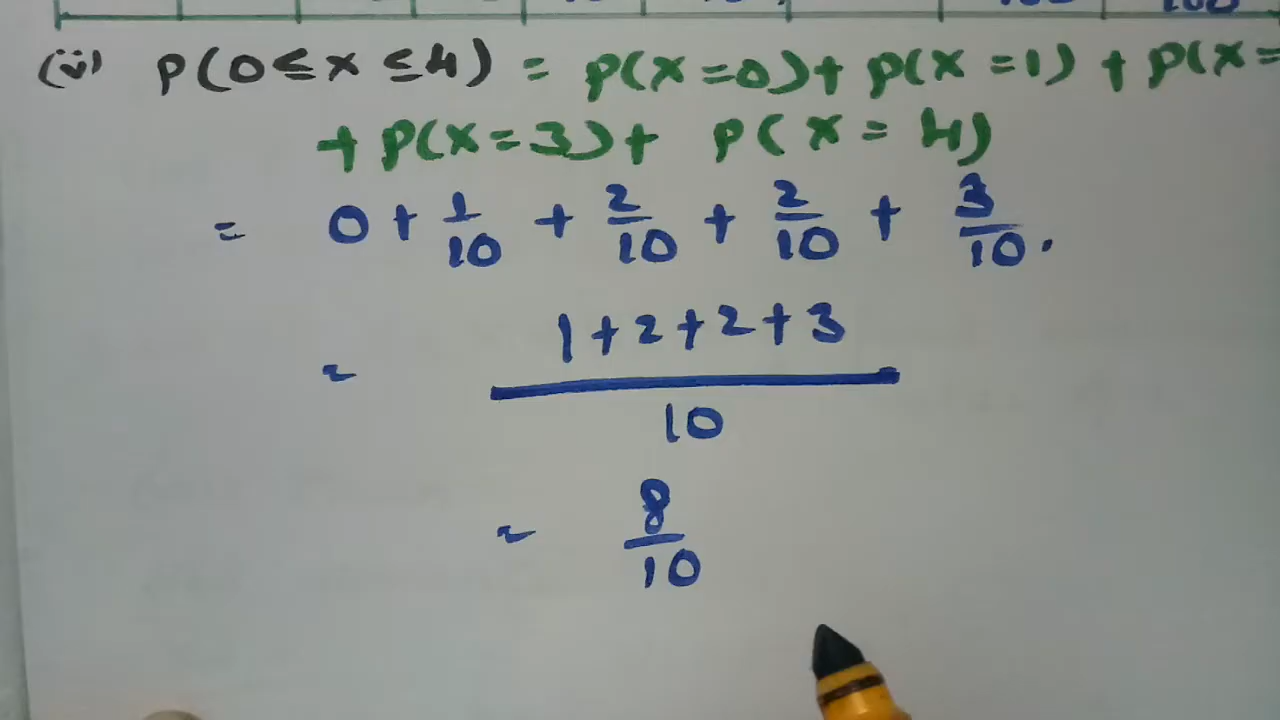 (v) P(0 ≤ x ≤ 4) = P(x = 0) + P(x = 1) + P(x =
+ P(x = 3) + P(x = 4)
= 0 + 1/10 + 2/10 + 2/10 + 3/10.
= 1 + 2 + 2 + 3
10
= 8/10